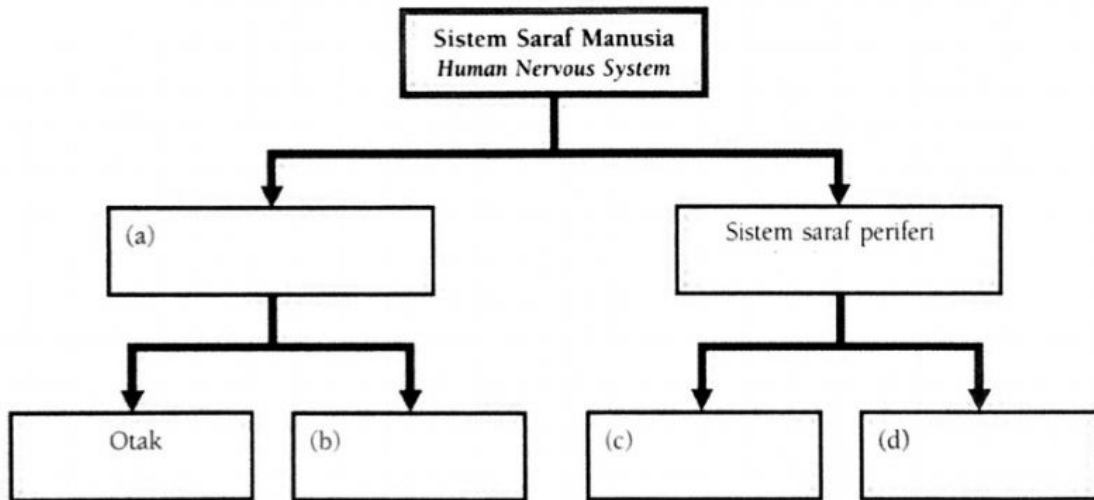 Sistem Saraf Manusia
Human Nervous System
(a)
Sistem saraf periferi
Otak
(b)
(c)
(d)